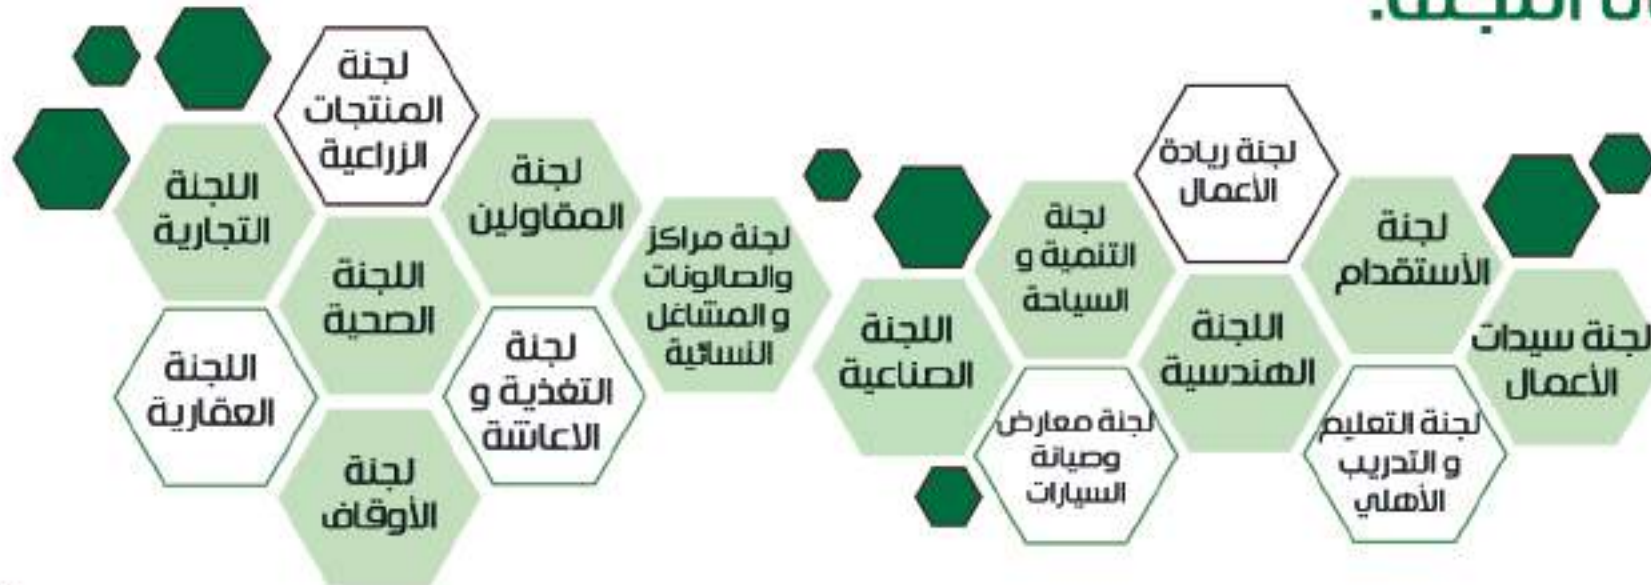 اللجنة:
لجنة ريادة
الأعمال
لجنة
الأستقدام
لجنة سيدات
الأعمال
لجنة
التنمية و
السياحة
اللجنة
الهندسية
لجنة التعليم
و التدريب
الأهلي
اللجنة
الصناعية
لجنة معارض
وصيانة
السيارات
لجنة مراكز
والصالونات
و المشاغل
النسائية
لجنة
المقاولين
لجنة
المنتجات
الزراعية
اللجنة
التجارية
اللجنة
الصحية
لجنة
التغذية و
الاعاشة
اللجنة
العقارية
لجنة
الأوقاف